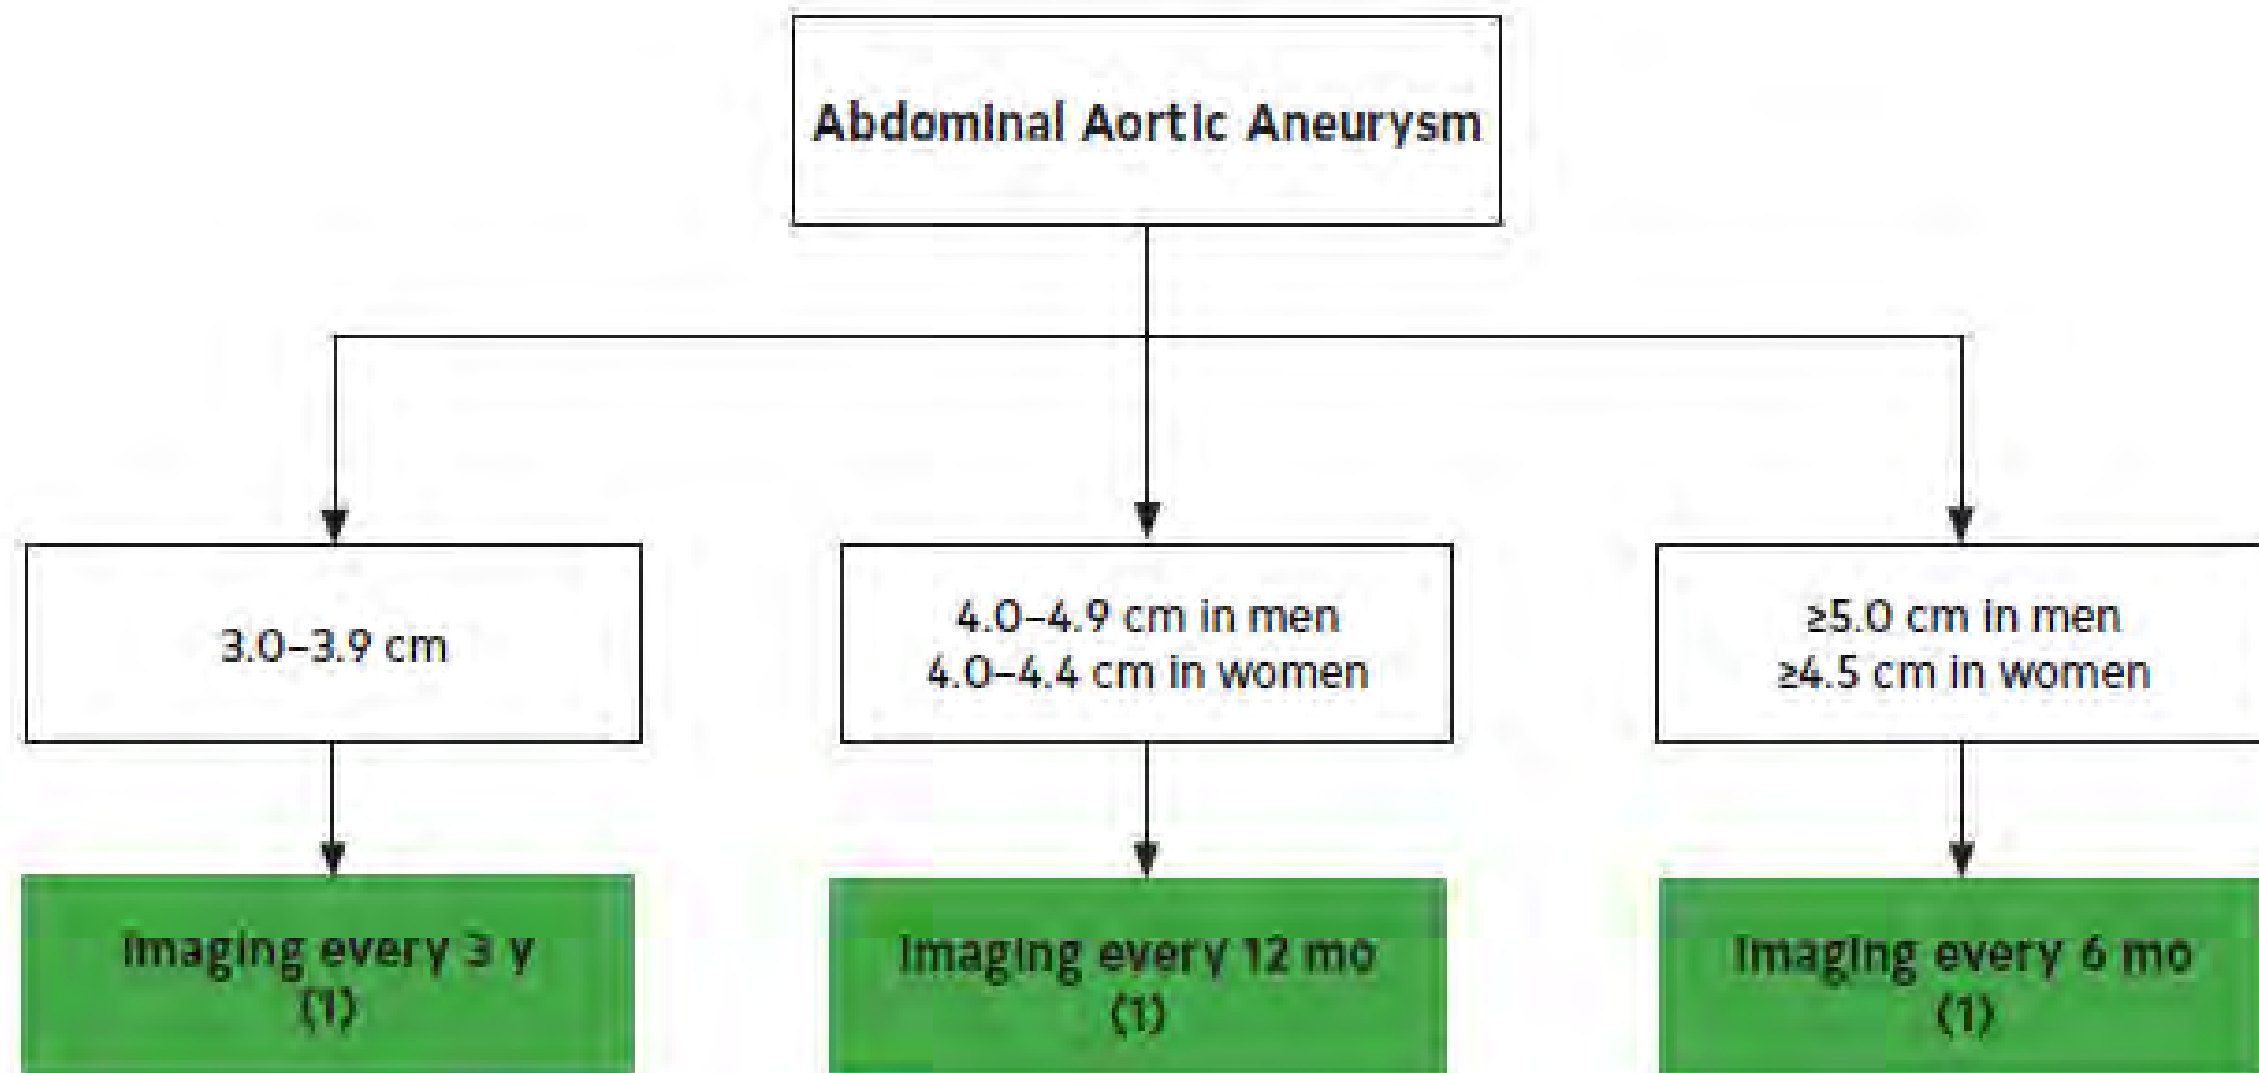 Abdominal Aortic Aneurysm
3.0–3.9 cm
4.0–4.9 cm in men
4.0–4.4 cm in women
≥5.0 cm in men
≥4.5 cm in women
Imaging every 3 y
(1)
Imaging every 12 mo
(1)
Imaging every 6 mo
(1)